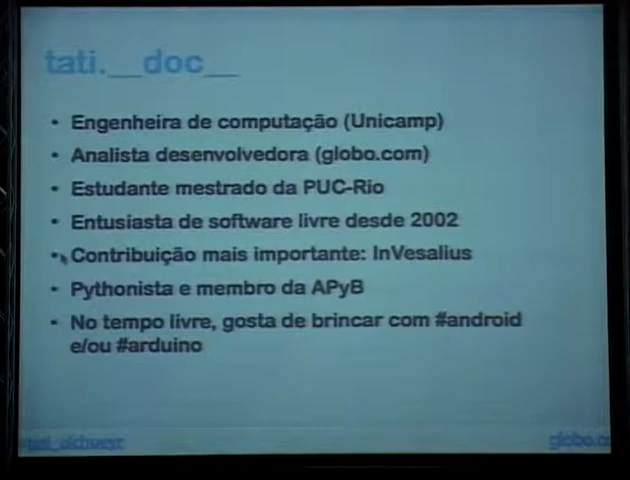 tati.__doc__
• Engenheira de computação (Unicamp)
• Analista desenvolvedora (globo.com)
• Estudante mestrado da PUC-Rio
• Entusiasta de software livre desde 2002
• Contribuição mais importante: InVesalius
• Pythonista e membro da APyB
• No tempo livre, gosta de brincar com #android
e/ou #arduino
globo.co